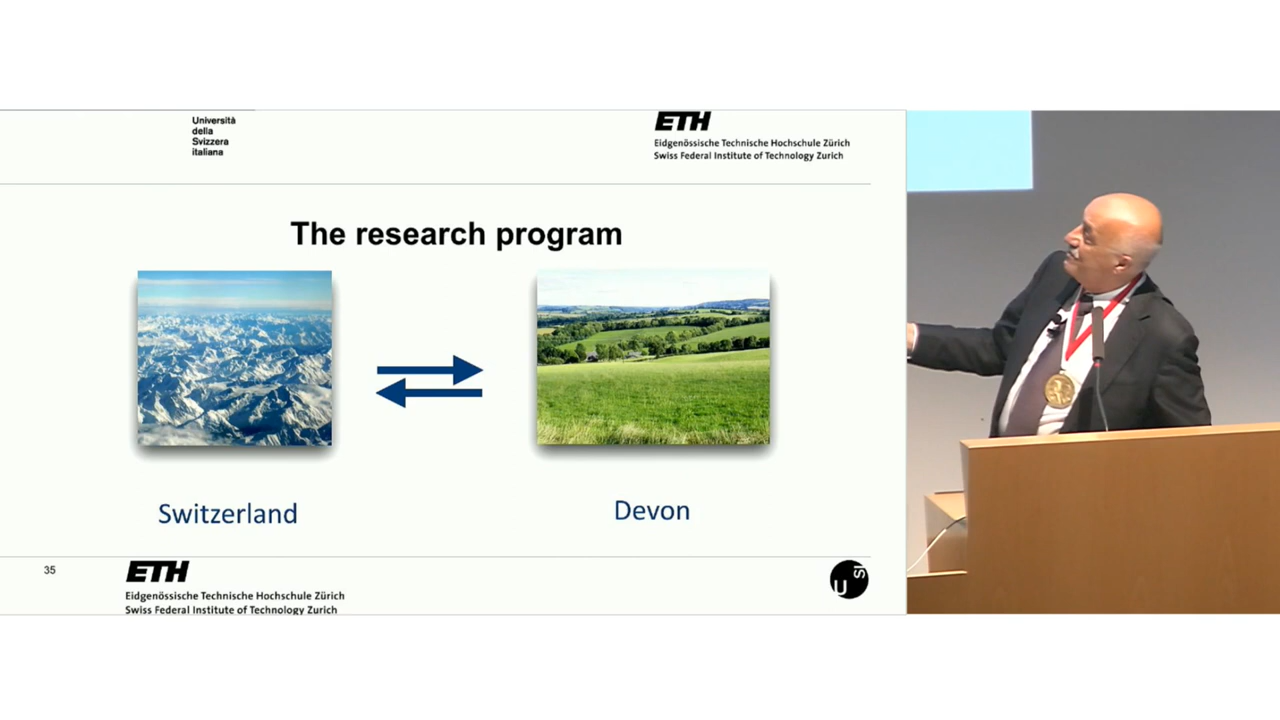 Università
della
Svizzera
italiana
ETH
Eidgenössische Technische Hochschule Zürich
Swiss Federal Institute of Technology Zurich
The research program
Switzerland
Devon
35
ETH
Eidgenössische Technische Hochschule Zürich
Swiss Federal Institute of Technology Zurich
U
SI